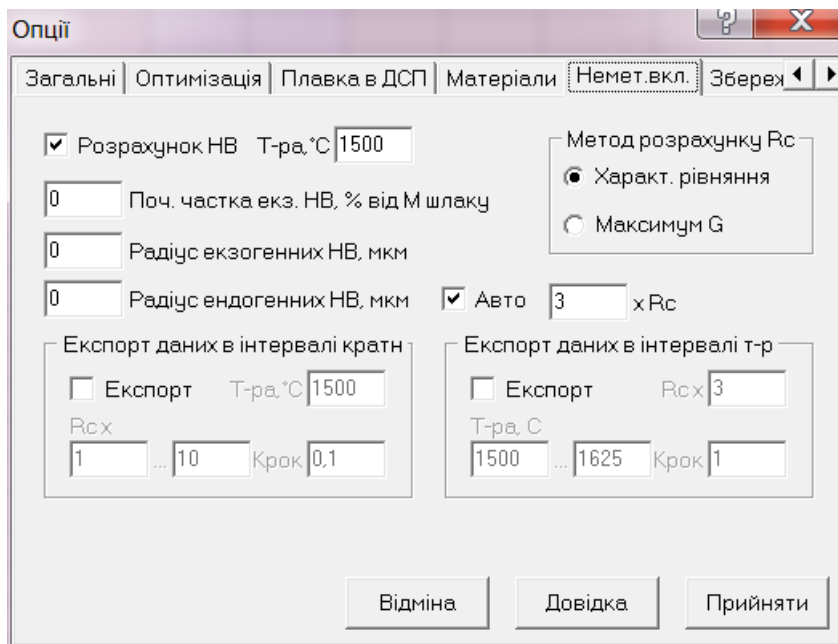 Опції
Загальні Оптимізація Плавка в ДСП Матеріали Немет.вкл. Збереж
Розрахунок НВ Т-ра,°C 1500
0 Поч. частка екз. НВ, % від М шлаку
0 Радіус екзогенних НВ, мкм
0 Радіус ендогенних НВ, мкм Авто 3 x Rc
Метод розрахунку Rc
Характ. рівняння
Максимум G
Експорт даних в інтервалі кратн
Експорт Т-ра,°C 1500
Rc x
1 ... 10 Крок 0,1
Експорт даних в інтервалі т-р
Експорт Rc x 3
Т-ра, С
1500 ... 1625 Крок 1
Відміна Довідка Прийняти